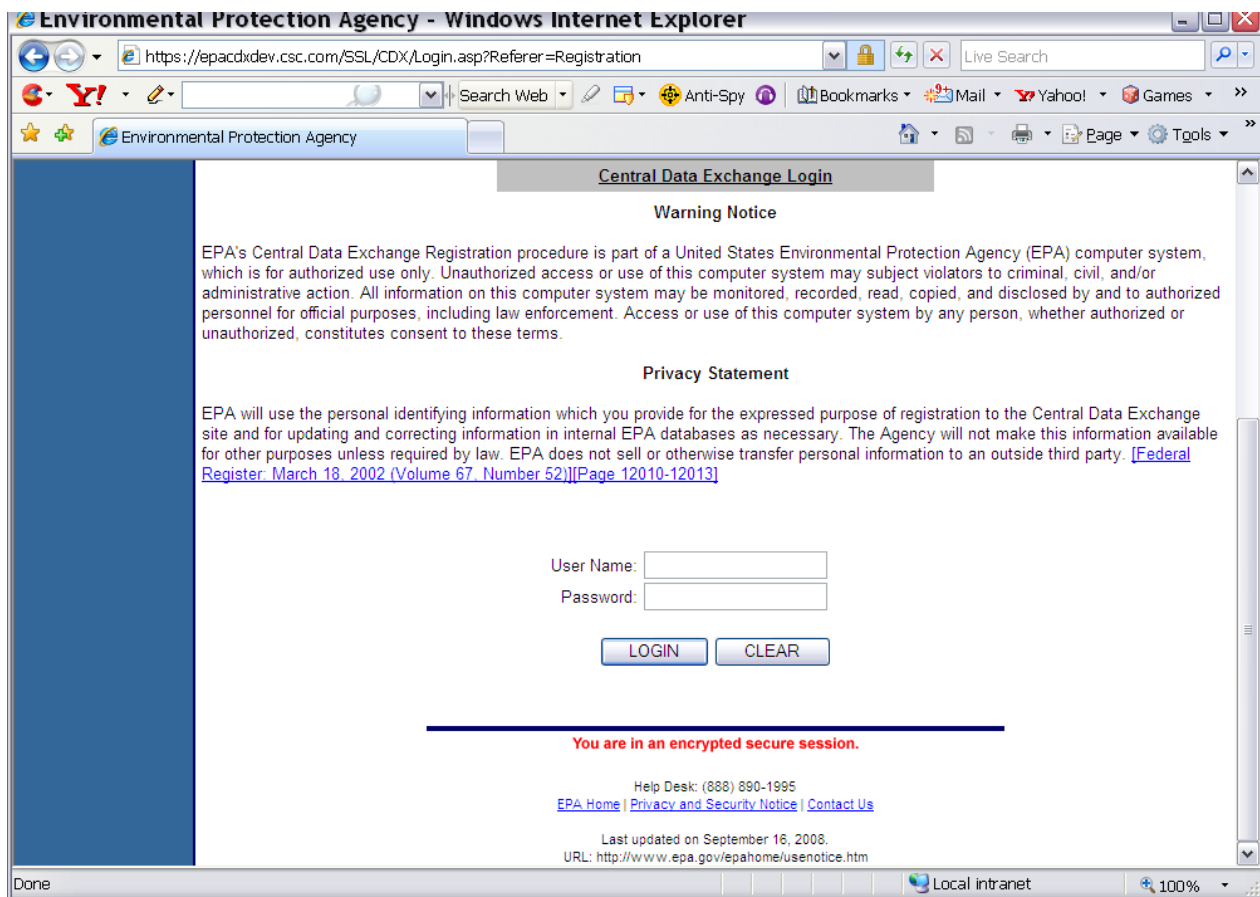 Environmental Protection Agency - Windows Internet Explorer
https://epacdxdev.csc.com/SSL/CDX/Login.asp?Referer=Registration
Live Search
Y! Search Web Anti-Spy Bookmarks Mail Yahoo! Games »
Environmental Protection Agency Page Tools »
Central Data Exchange Login
Warning Notice
EPA's Central Data Exchange Registration procedure is part of a United States Environmental Protection Agency (EPA) computer system,
which is for authorized use only. Unauthorized access or use of this computer system may subject violators to criminal, civil, and/or
administrative action. All information on this computer system may be monitored, recorded, read, copied, and disclosed by and to authorized
personnel for official purposes, including law enforcement. Access or use of this computer system by any person, whether authorized or
unauthorized, constitutes consent to these terms.
Privacy Statement
EPA will use the personal identifying information which you provide for the expressed purpose of registration to the Central Data Exchange
site and for updating and correcting information in internal EPA databases as necessary. The Agency will not make this information available
for other purposes unless required by law. EPA does not sell or otherwise transfer personal information to an outside third party. [Federal
Register: March 18, 2002 (Volume 67, Number 52)][Page 12010-12013]
User Name:
Password:
LOGIN CLEAR
You are in an encrypted secure session.
Help Desk: (888) 890-1995
EPA Home | Privacy and Security Notice | Contact Us
Last updated on September 16, 2008.
URL: http://www.epa.gov/epahome/usenotice.htm
Done Local intranet 100%